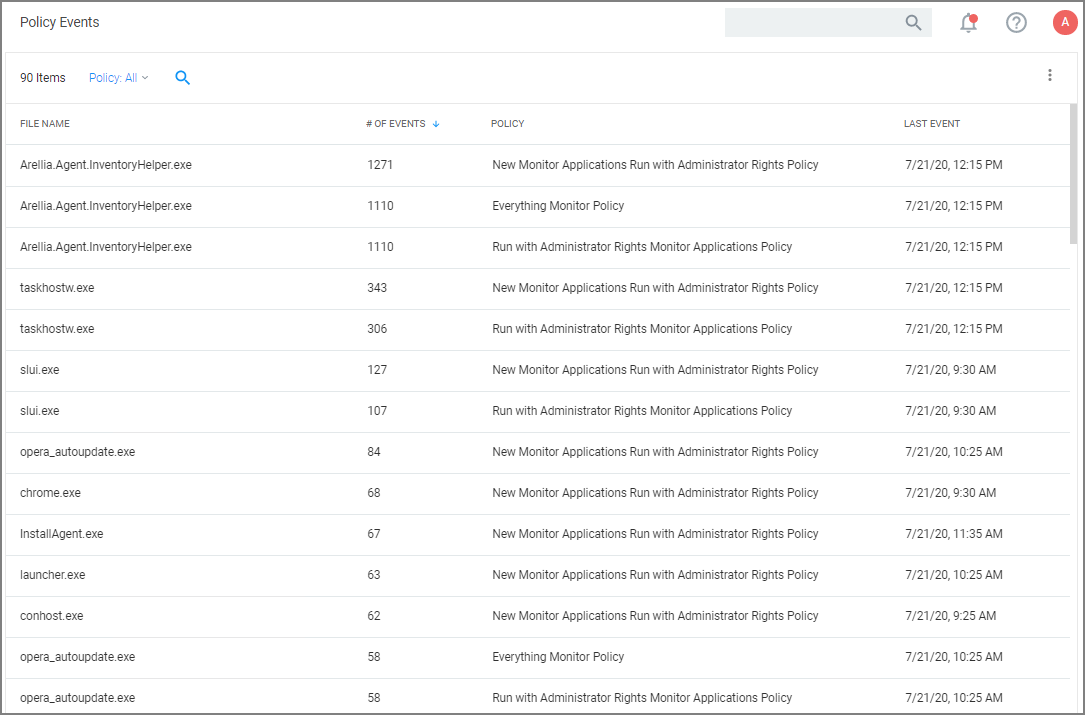 Policy Events
A
90 Items Policy: All
FILE NAME # OF EVENTS POLICY LAST EVENT
Arellia.Agent.InventoryHelper.exe 1271 New Monitor Applications Run with Administrator Rights Policy 7/21/20, 12:15 PM
Arellia.Agent.InventoryHelper.exe 1110 Everything Monitor Policy 7/21/20, 12:15 PM
Arellia.Agent.InventoryHelper.exe 1110 Run with Administrator Rights Monitor Applications Policy 7/21/20, 12:15 PM
taskhostw.exe 343 New Monitor Applications Run with Administrator Rights Policy 7/21/20, 12:15 PM
taskhostw.exe 306 Run with Administrator Rights Monitor Applications Policy 7/21/20, 12:15 PM
slui.exe 127 New Monitor Applications Run with Administrator Rights Policy 7/21/20, 9:30 AM
slui.exe 107 Run with Administrator Rights Monitor Applications Policy 7/21/20, 9:30 AM
opera_autoupdate.exe 84 New Monitor Applications Run with Administrator Rights Policy 7/21/20, 10:25 AM
chrome.exe 68 New Monitor Applications Run with Administrator Rights Policy 7/21/20, 9:30 AM
InstallAgent.exe 67 New Monitor Applications Run with Administrator Rights Policy 7/21/20, 11:35 AM
launcher.exe 63 New Monitor Applications Run with Administrator Rights Policy 7/21/20, 10:25 AM
conhost.exe 62 New Monitor Applications Run with Administrator Rights Policy 7/21/20, 9:25 AM
opera_autoupdate.exe 58 Everything Monitor Policy 7/21/20, 10:25 AM
opera_autoupdate.exe 58 Run with Administrator Rights Monitor Applications Policy 7/21/20, 10:25 AM